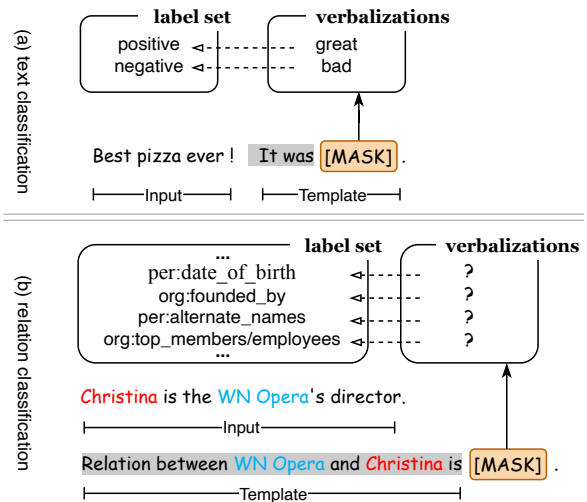 (a) text classification
label set verbalizations
positive great
negative bad
Best pizza ever ! It was [MASK] .
Input Template
(b) relation classification
label set verbalizations
...
per:date_of_birth ?
org:founded_by ?
per:alternate_names ?
org:top_members/employees ?
...
Christina is the WN Opera's director.
Input
Relation between WN Opera and Christina is [MASK] .
Template